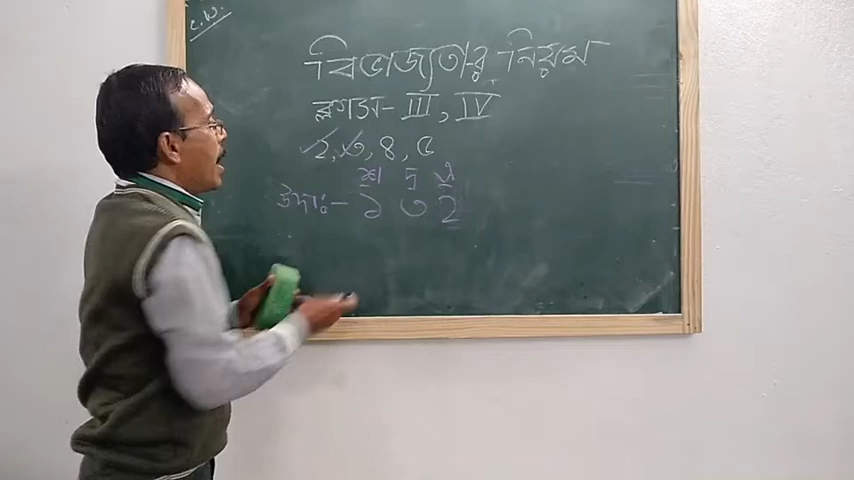 C.W.
বিভাজ্যতা-র নিয়ম
ক্লাস- III, IV
২, ৩, ৪, ৫
শ দ এ
উদাঃ- ১ ৩ ২